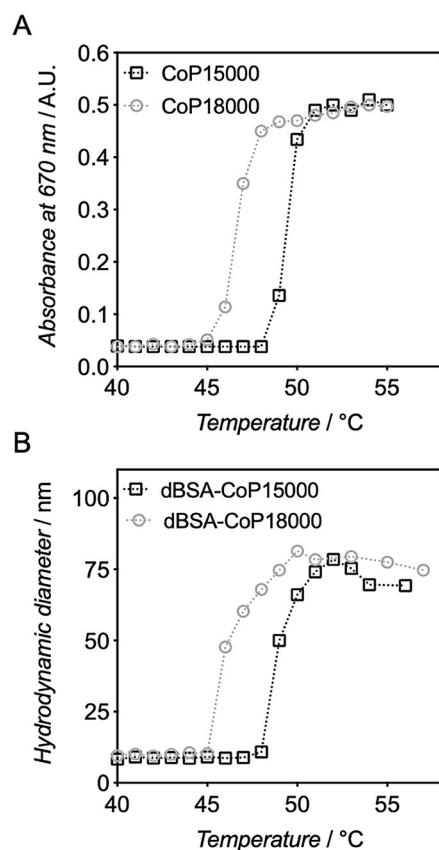 A
0.6
0.5
0.4
0.3
0.2
0.1
0.0
Absorbance at 670 nm / A.U.
CoP15000
CoP18000
40 45 50 55
Temperature / °C
B
100
75
50
25
0
Hydrodynamic diameter / nm
dBSA-CoP15000
dBSA-CoP18000
40 45 50 55
Temperature / °C